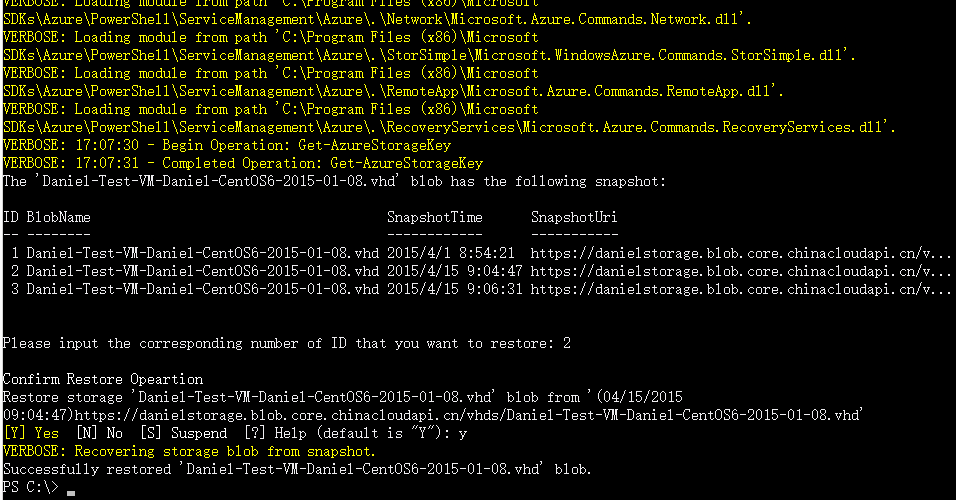 VERBOSE: Loading module from path 'C:\Program Files (x86)\Microsoft
SDKs\Azure\PowerShell\ServiceManagement\Azure\.\Network\Microsoft.Azure.Commands.Network.dll'.
VERBOSE: Loading module from path 'C:\Program Files (x86)\Microsoft
SDKs\Azure\PowerShell\ServiceManagement\Azure\.\StorSimple\Microsoft.WindowsAzure.Commands.StorSimple.dll'.
VERBOSE: Loading module from path 'C:\Program Files (x86)\Microsoft
SDKs\Azure\PowerShell\ServiceManagement\Azure\.\RemoteApp\Microsoft.Azure.Commands.RemoteApp.dll'.
VERBOSE: Loading module from path 'C:\Program Files (x86)\Microsoft
SDKs\Azure\PowerShell\ServiceManagement\Azure\.\RecoveryServices\Microsoft.Azure.Commands.RecoveryServices.dll'.
VERBOSE: 17:07:30 - Begin Operation: Get-AzureStorageKey
VERBOSE: 17:07:31 - Completed Operation: Get-AzureStorageKey
The 'Daniel-Test-VM-Daniel-CentOS6-2015-01-08.vhd' blob has the following snapshot:
ID BlobName SnapshotTime SnapshotUri
-- -------- ------------ -----------
1 Daniel-Test-VM-Daniel-CentOS6-2015-01-08.vhd 2015/4/1 8:54:21 https://danielstorage.blob.core.chinacloudapi.cn/v...
2 Daniel-Test-VM-Daniel-CentOS6-2015-01-08.vhd 2015/4/15 9:04:47 https://danielstorage.blob.core.chinacloudapi.cn/v...
3 Daniel-Test-VM-Daniel-CentOS6-2015-01-08.vhd 2015/4/15 9:06:31 https://danielstorage.blob.core.chinacloudapi.cn/v...
Please input the corresponding number of ID that you want to restore: 2
Confirm Restore Opeartion
Restore storage 'Daniel-Test-VM-Daniel-CentOS6-2015-01-08.vhd' blob from '(04/15/2015
09:04:47)https://danielstorage.blob.core.chinacloudapi.cn/vhds/Daniel-Test-VM-Daniel-CentOS6-2015-01-08.vhd'
[Y] Yes [N] No [S] Suspend [?] Help (default is "Y"): y
VERBOSE: Recovering storage blob from snapshot.
Successfully restored 'Daniel-Test-VM-Daniel-CentOS6-2015-01-08.vhd' blob.
PS C:\>